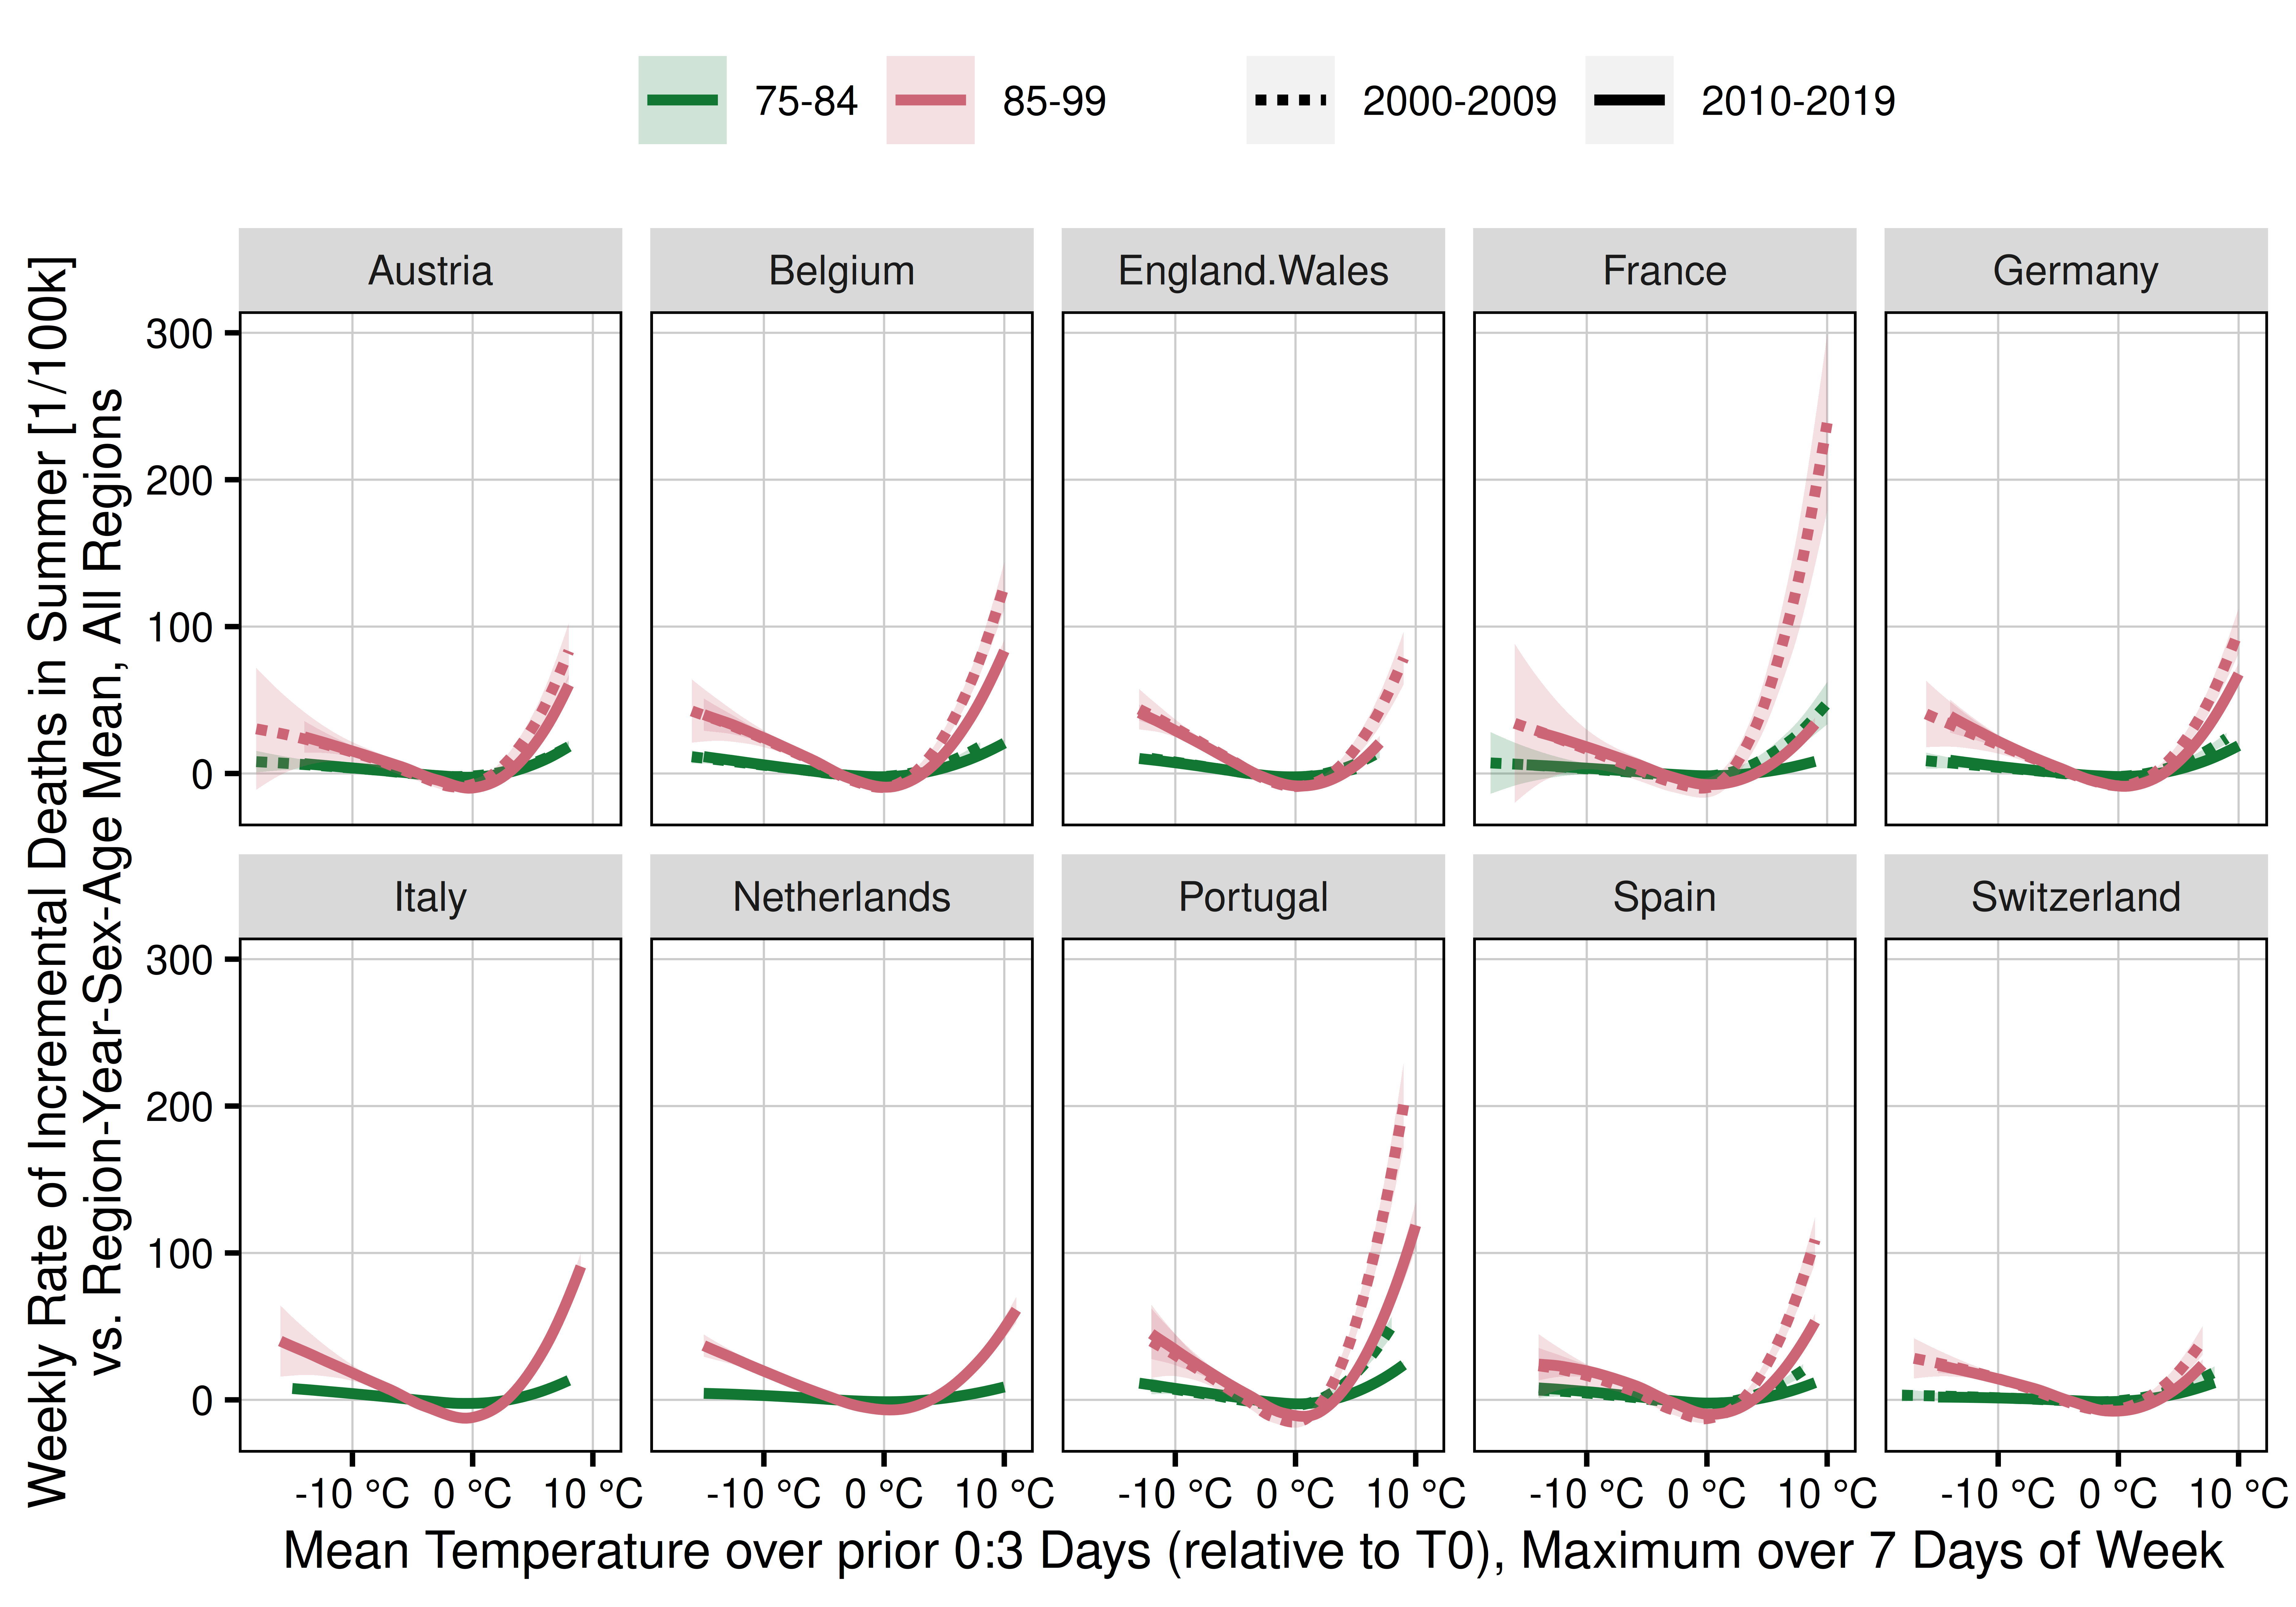 75-84 85-99 2000-2009 2010-2019
Weekly Rate of Incremental Deaths in Summer [1/100k]
vs. Region-Year-Sex-Age Mean, All Regions
Austria Belgium England.Wales France Germany
300
200
100
0
Italy Netherlands Portugal Spain Switzerland
300
200
100
0
-10 °C 0 °C 10 °C -10 °C 0 °C 10 °C -10 °C 0 °C 10 °C -10 °C 0 °C 10 °C -10 °C 0 °C 10 °C
Mean Temperature over prior 0:3 Days (relative to T0), Maximum over 7 Days of Week